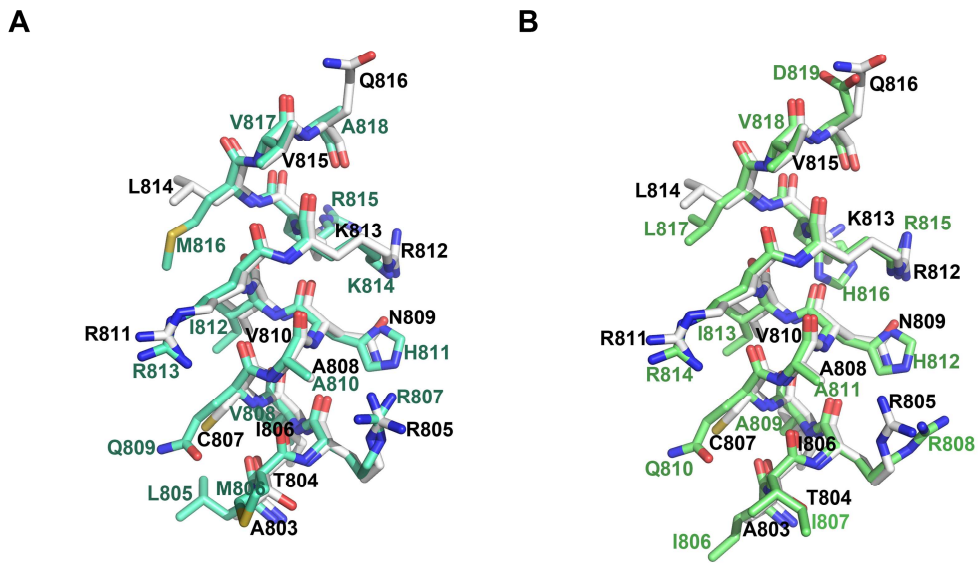 A
B
Q816
V817
A818
V815
L814
R815
K813
M816
R812
K814
I812
R811
V810
N809
R813
A808
H811
A810
V808
R807
C807
I806
R805
Q809
T804
L805
M806
A803
D819
Q816
V818
V815
L814
K813
R815
L817
R812
H816
I813
N809
R811
V810
A808
R814
H812
A811
R805
A809
C807
I806
R808
Q810
T804
A803
I807
I806